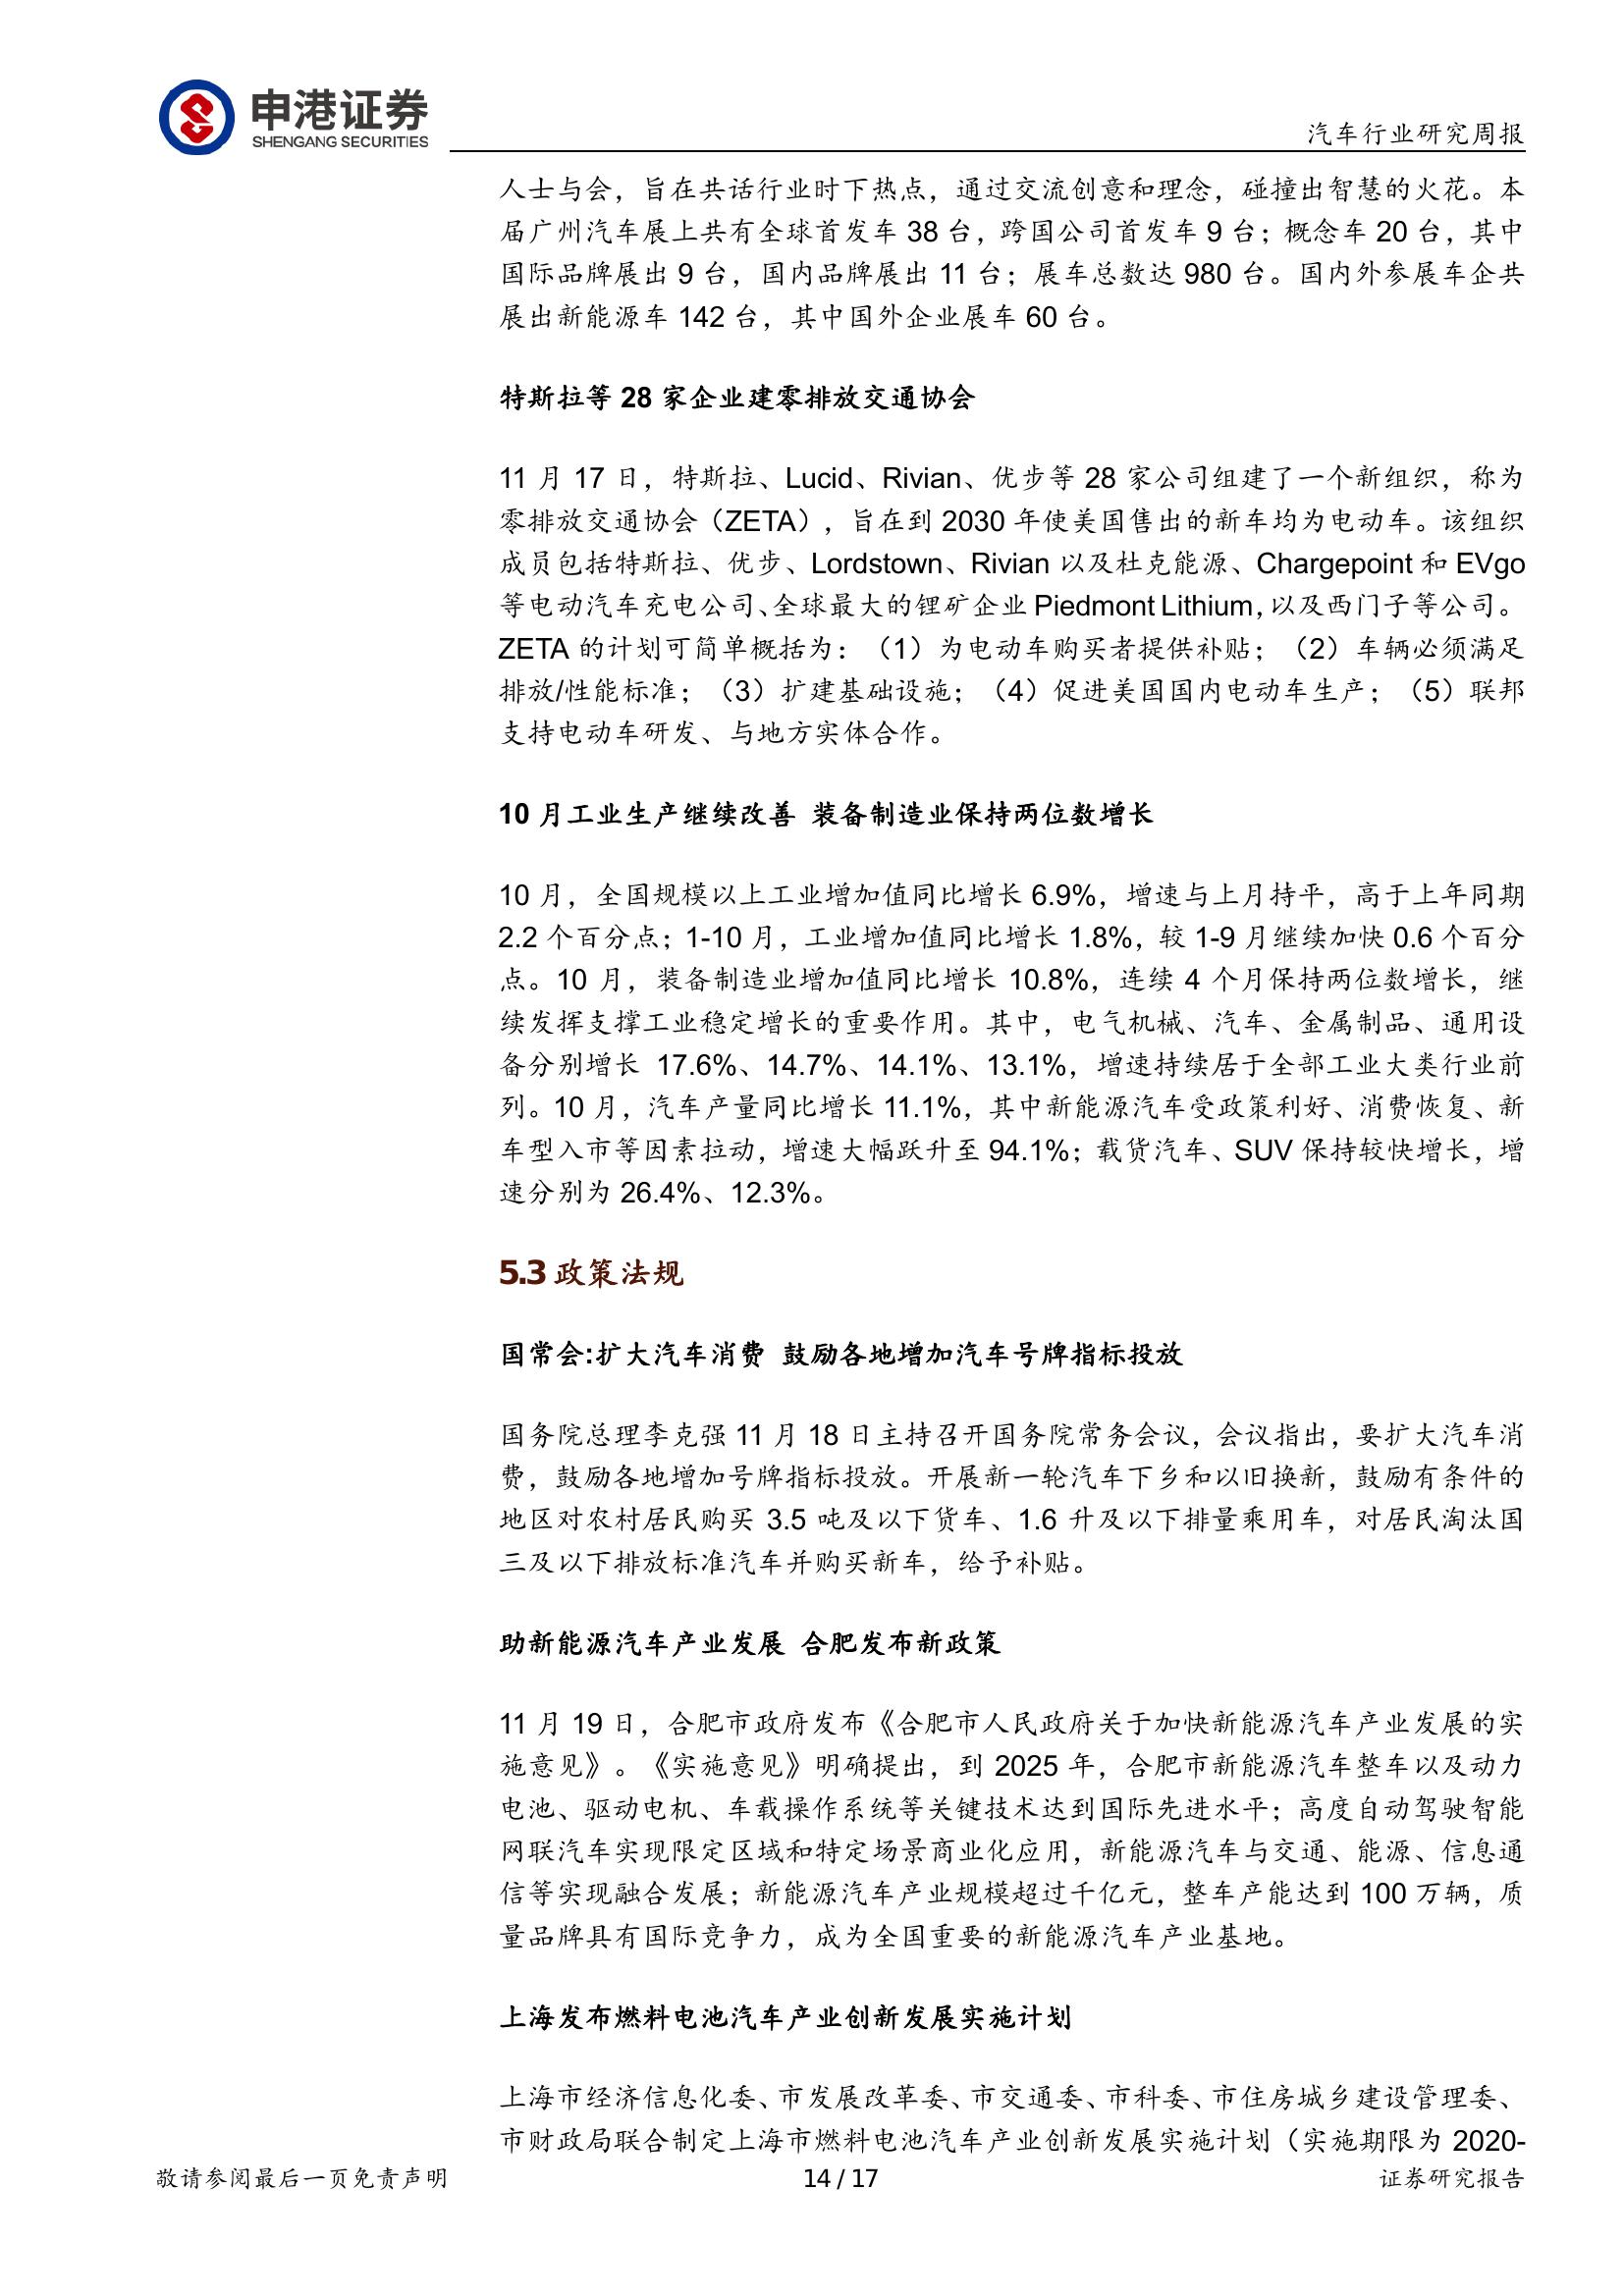 申港证券
SHENGANG SECURITIES
汽车行业研究周报
人士与会，旨在共话行业时下热点，通过交流创意和理念，碰撞出智慧的火花。本
届广州汽车展上共有全球首发车 38 台，跨国公司首发车 9 台；概念车 20 台，其中
国际品牌展出 9 台，国内品牌展出 11 台；展车总数达 980 台。国内外参展车企共
展出新能源车 142 台，其中国外企业展车 60 台。
特斯拉等 28 家企业建零排放交通协会
11 月 17 日，特斯拉、Lucid、Rivian、优步等 28 家公司组建了一个新组织，称为
零排放交通协会（ZETA），旨在到 2030 年使美国售出的新车均为电动车。该组织
成员包括特斯拉、优步、Lordstown、Rivian 以及杜克能源、Chargepoint 和 EVgo
等电动汽车充电公司、全球最大的锂矿企业 Piedmont Lithium，以及西门子等公司。
ZETA 的计划可简单概括为：（1）为电动车购买者提供补贴；（2）车辆必须满足
排放/性能标准；（3）扩建基础设施；（4）促进美国国内电动车生产；（5）联邦
支持电动车研发、与地方实体合作。
10 月工业生产继续改善 装备制造业保持两位数增长
10 月，全国规模以上工业增加值同比增长 6.9%，增速与上月持平，高于上年同期
2.2 个百分点；1-10 月，工业增加值同比增长 1.8%，较 1-9 月继续加快 0.6 个百分
点。10 月，装备制造业增加值同比增长 10.8%，连续 4 个月保持两位数增长，继
续发挥支撑工业稳定增长的重要作用。其中，电气机械、汽车、金属制品、通用设
备分别增长 17.6%、14.7%、14.1%、13.1%，增速持续居于全部工业大类行业前
列。10 月，汽车产量同比增长 11.1%，其中新能源汽车受政策利好、消费恢复、新
车型入市等因素拉动，增速大幅跃升至 94.1%；载货汽车、SUV 保持较快增长，增
速分别为 26.4%、12.3%。
5.3 政策法规
国常会:扩大汽车消费 鼓励各地增加汽车号牌指标投放
国务院总理李克强 11 月 18 日主持召开国务院常务会议，会议指出，要扩大汽车消
费，鼓励各地增加号牌指标投放。开展新一轮汽车下乡和以旧换新，鼓励有条件的
地区对农村居民购买 3.5 吨及以下货车、1.6 升及以下排量乘用车，对居民淘汰国
三及以下排放标准汽车并购买新车，给予补贴。
助新能源汽车产业发展 合肥发布新政策
11 月 19 日，合肥市政府发布《合肥市人民政府关于加快新能源汽车产业发展的实
施意见》。《实施意见》明确提出，到 2025 年，合肥市新能源汽车整车以及动力
电池、驱动电机、车载操作系统等关键技术达到国际先进水平；高度自动驾驶智能
网联汽车实现限定区域和特定场景商业化应用，新能源汽车与交通、能源、信息通
信等实现融合发展；新能源汽车产业规模超过千亿元，整车产能达到 100 万辆，质
量品牌具有国际竞争力，成为全国重要的新能源汽车产业基地。
上海发布燃料电池汽车产业创新发展实施计划
上海市经济信息化委、市发展改革委、市交通委、市科委、市住房城乡建设管理委、
市财政局联合制定上海市燃料电池汽车产业创新发展实施计划（实施期限为 2020-
敬请参阅最后一页免责声明
14 / 17
证券研究报告